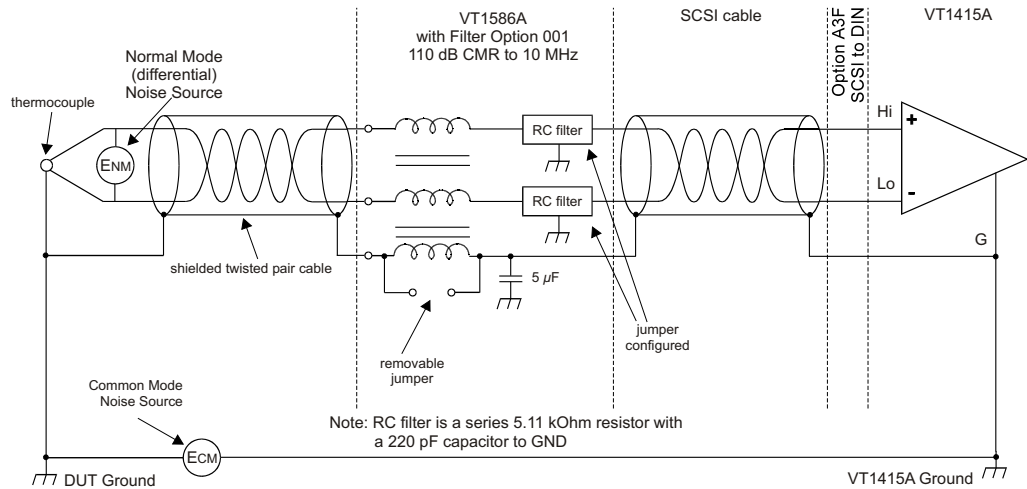 VT1586A
with Filter Option 001
110 dB CMR to 10 MHz
SCSI cable
Option A3F
SCSI to DIN
VT1415A
Normal Mode
(differential)
Noise Source
thermocouple
ENM
RC filter
RC filter
Hi
+
Lo
-
G
shielded twisted pair cable
5 µF
removable
jumper
jumper
configured
Common Mode
Noise Source
Note: RC filter is a series 5.11 kOhm resistor with
a 220 pF capacitor to GND
ECM
DUT Ground
VT1415A Ground